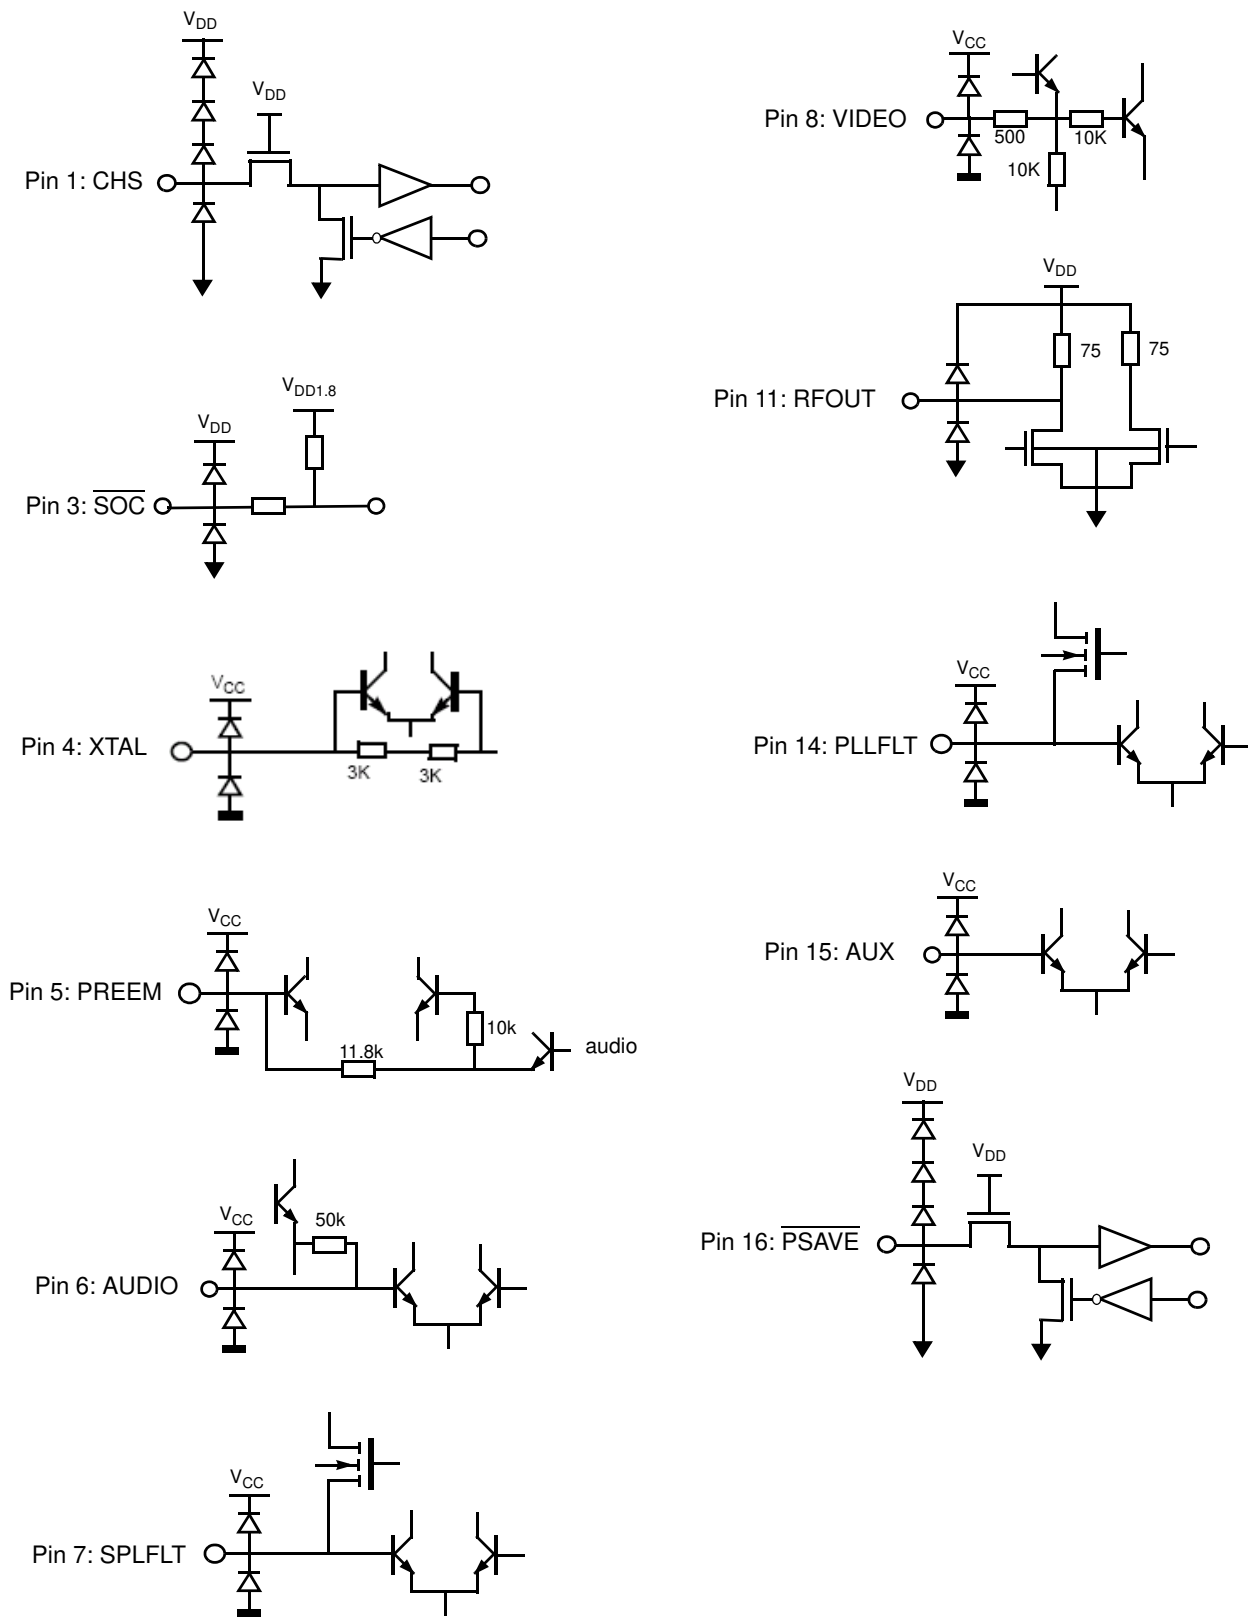 VDD
VDD
Pin 1: CHS
VDD1.8
VDD
Pin 3: SOC
VCC
Pin 4: XTAL
3K
3K
VCC
Pin 5: PREEM
10k
11.8k
audio
VCC
50k
Pin 6: AUDIO
VCC
Pin 7: SPLFLT
VCC
Pin 8: VIDEO
500
10K
10K
VDD
75
75
Pin 11: RFOUT
VCC
Pin 14: PLLFLT
VCC
Pin 15: AUX
VDD
VDD
Pin 16: PSAVE